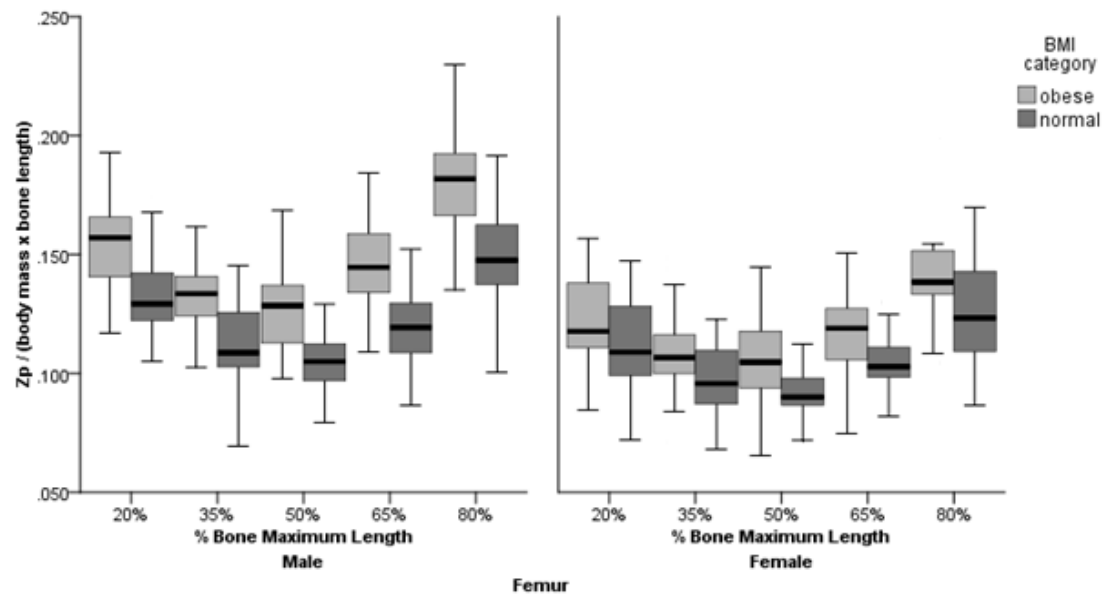 .250
.200
.150
.100
.050
Zp / (body mass x bone length)
20% 35% 50% 65% 80%
% Bone Maximum Length
Male
20% 35% 50% 65% 80%
% Bone Maximum Length
Female
Femur
BMI
category
obese
normal